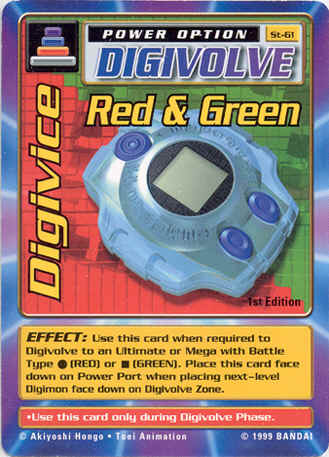 POWER OPTION
St-61
DIGIVOLVE
Red & Green
Digivice
1st Edition
EFFECT: Use this card when required to
Digivolve to an Ultimate or Mega with Battle
Type ● (RED) or ■ (GREEN). Place this card face
down on Power Port when placing next-level
Digimon face down on Digivolve Zone.
•Use this card only during Digivolve Phase.
© Akiyoshi Hongo • Toei Animation
© 1999 BANDAI